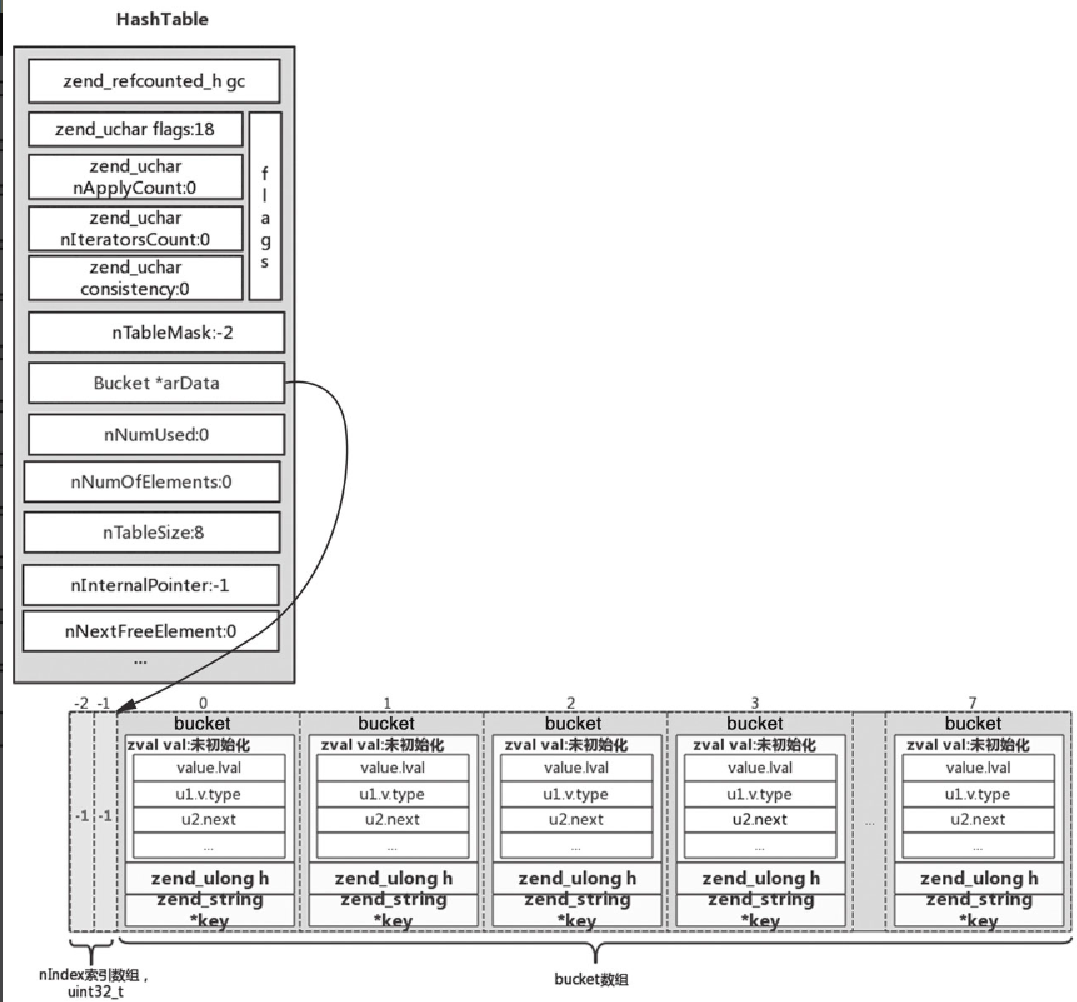 HashTable
zend_refcounted_h gc
zend_uchar flags:18
zend_uchar
nApplyCount:0
zend_uchar
nIteratorsCount:0
zend_uchar
consistency:0
flags
nTableMask:-2
Bucket *arData
nNumUsed:0
nNumOfElements:0
nTableSize:8
nInternalPointer:-1
nNextFreeElement:0
...
-2 -1 0 1 2 3 7
bucket bucket bucket bucket bucket
zval val:未初始化 zval val:未初始化 zval val:未初始化 zval val:未初始化 zval val:未初始化
value.lval value.lval value.lval value.lval value.lval
u1.v.type u1.v.type u1.v.type u1.v.type u1.v.type
-1 -1 u2.next u2.next u2.next u2.next ... u2.next
... ... ... ... ...
zend_ulong h zend_ulong h zend_ulong h zend_ulong h zend_ulong h
zend_string zend_string zend_string zend_string zend_string
*key *key *key *key *key
nIndex索引数组，
uint32_t
bucket数组